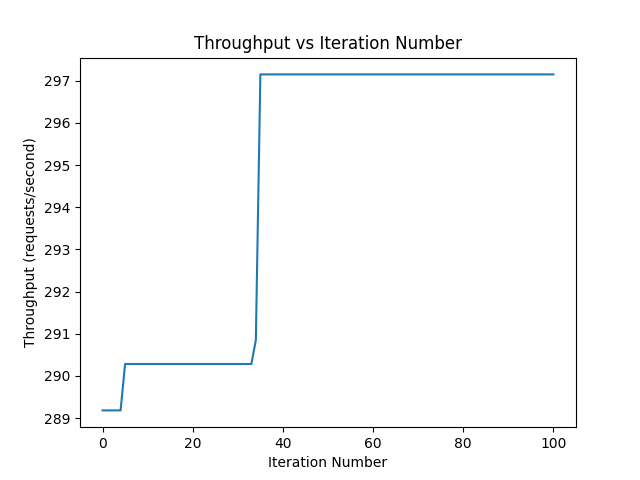 Throughput vs Iteration Number
297
296
295
294
293
292
291
290
289
Throughput (requests/second)
0 20 40 60 80 100
Iteration Number